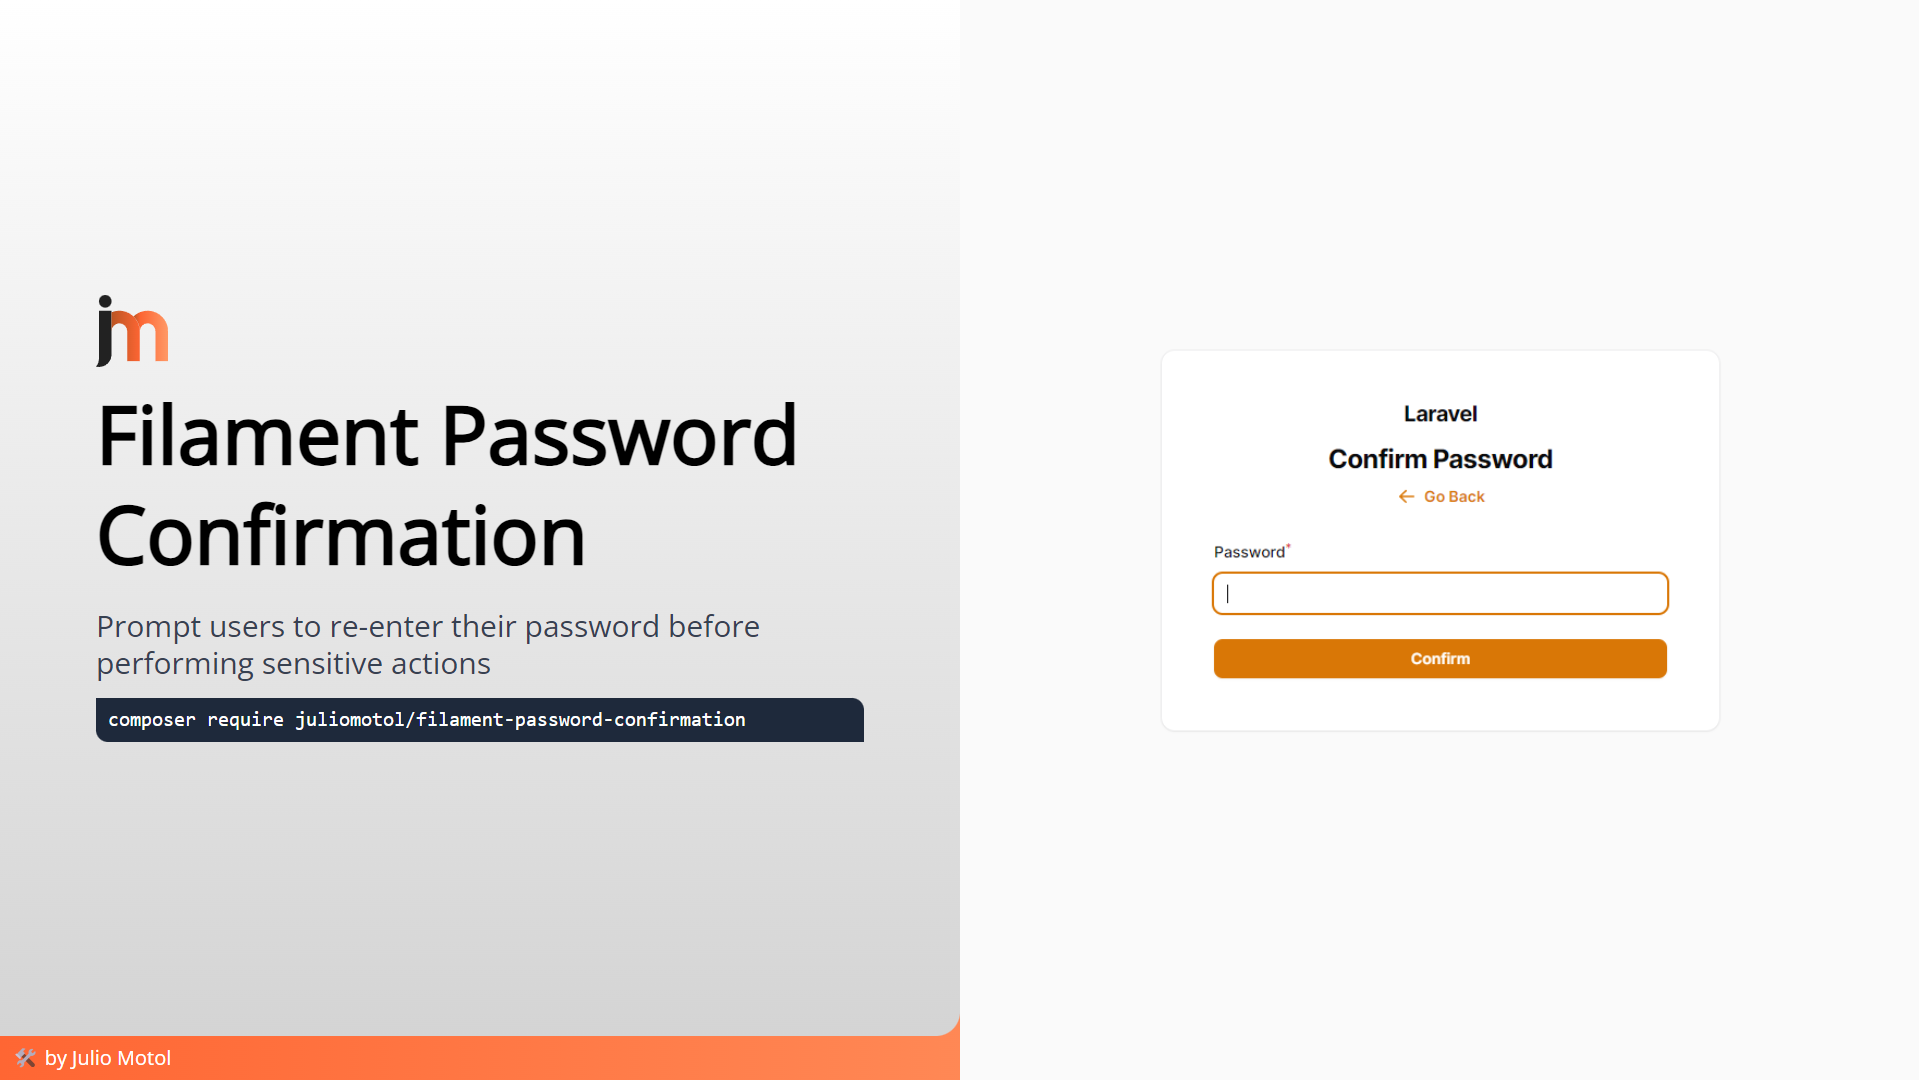 jm
Filament Password
Confirmation
Prompt users to re-enter their password before
performing sensitive actions
composer require juliomotol/filament-password-confirmation
by Julio Motol
Laravel
Confirm Password
← Go Back
Password*
Confirm